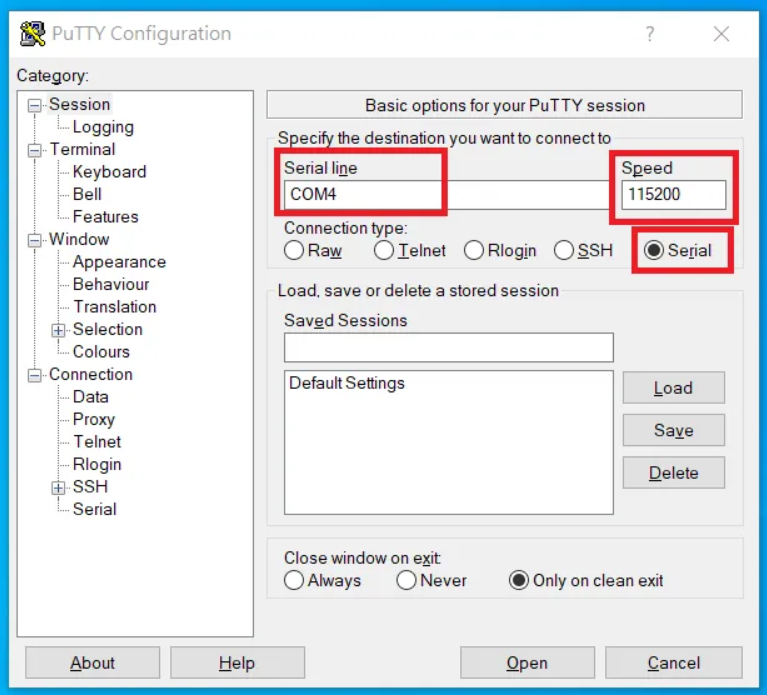 PuTTY Configuration
?
Category:
Session
Logging
Terminal
Keyboard
Bell
Features
Window
Appearance
Behaviour
Translation
Selection
Colours
Connection
Data
Proxy
Telnet
Rlogin
SSH
Serial
Basic options for your PuTTY session
Specify the destination you want to connect to
Serial line Speed
COM4 115200
Connection type:
Raw Telnet Rlogin SSH Serial
Load, save or delete a stored session
Saved Sessions
Default Settings
Load
Save
Delete
Close window on exit:
Always Never Only on clean exit
About Help Open Cancel